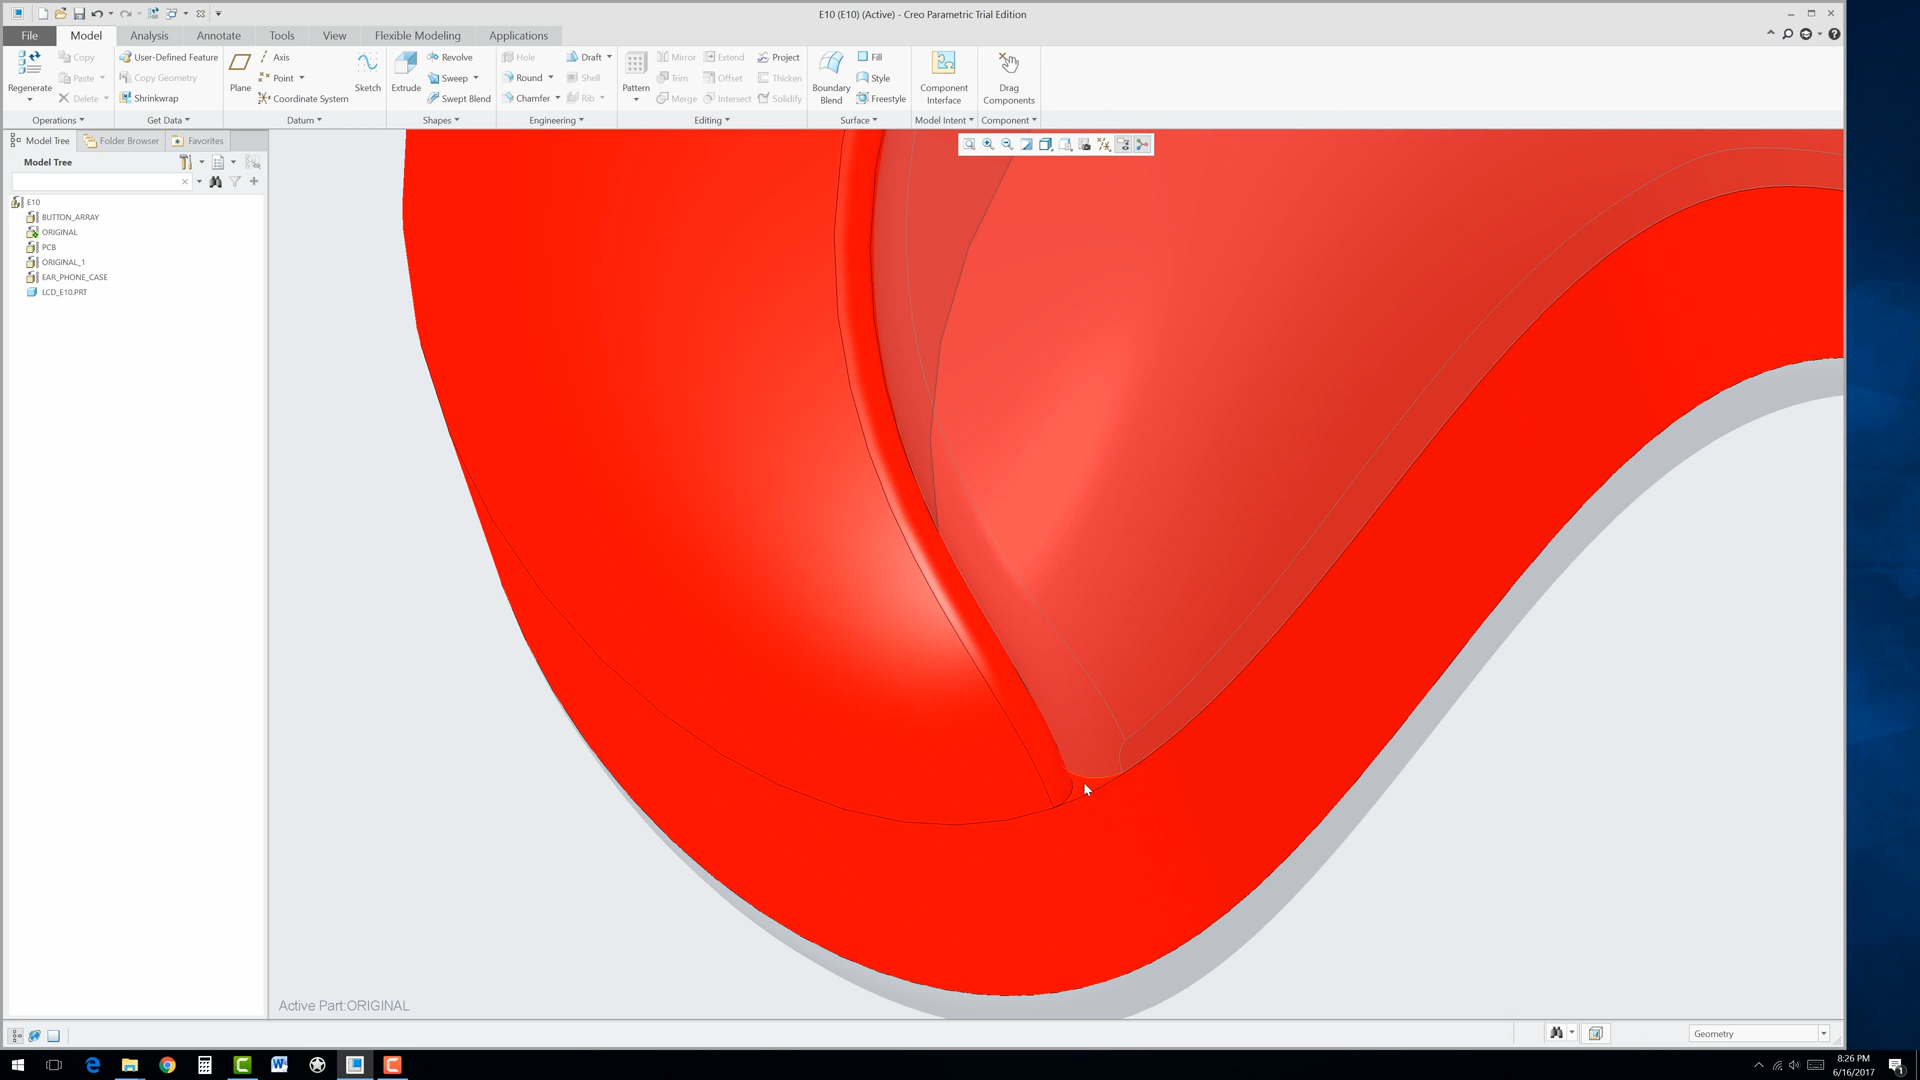 E10 (E10) (Active) - Creo Parametric Trial Edition
File Model Analysis Annotate Tools View Flexible Modeling Applications
Regenerate
Copy
Paste
Delete
Operations
User-Defined Feature
Copy Geometry
Shrinkwrap
Get Data
Plane
Axis
Point
Coordinate System
Sketch
Datum
Extrude
Revolve
Sweep
Swept Blend
Shapes
Hole
Round
Chamfer
Draft
Shell
Rib
Engineering
Pattern
Mirror
Trim
Merge
Extend
Offset
Intersect
Project
Thicken
Solidify
Editing
Boundary
Blend
Fill
Style
Freestyle
Surface
Component
Interface
Model Intent
Drag
Components
Component
Model Tree Folder Browser Favorites
Model Tree
E10
BUTTON_ARRAY
ORIGINAL
PCB
ORIGINAL_1
EAR_PHONE_CASE
LCD_E10.PRT
Active Part:ORIGINAL
Geometry
8:26 PM
6/16/2017